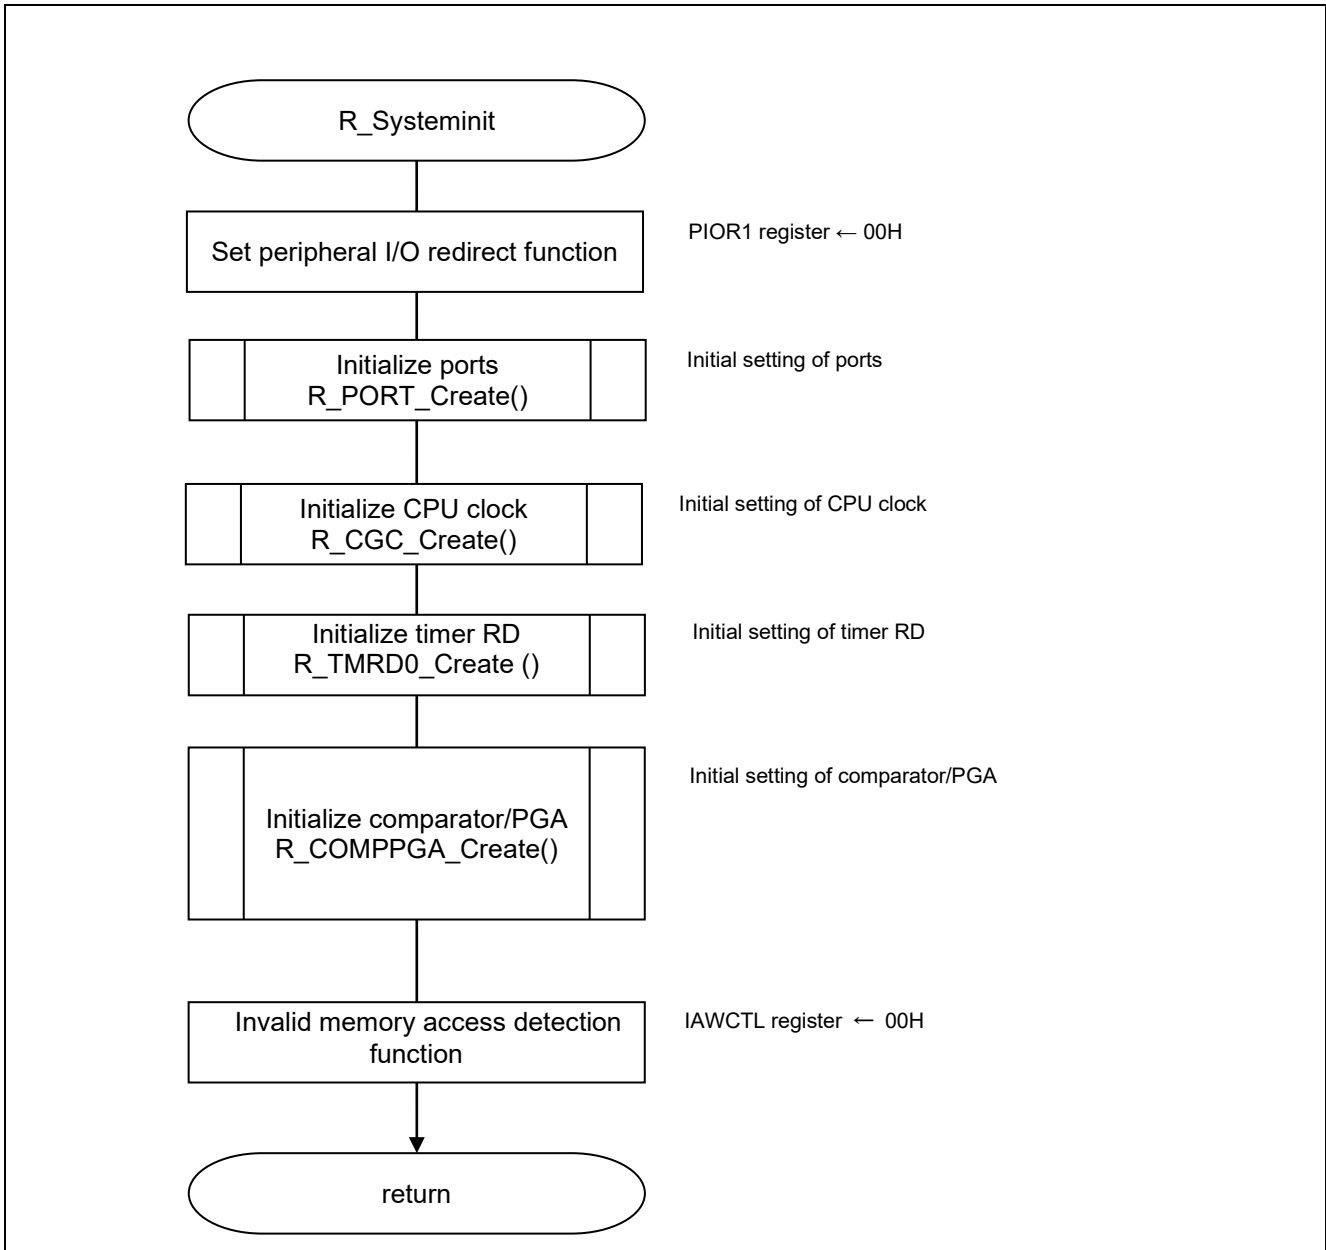 R_Systeminit
Set peripheral I/O redirect function
PIOR1 register ← 00H
Initialize ports
R_PORT_Create()
Initial setting of ports
Initialize CPU clock
R_CGC_Create()
Initial setting of CPU clock
Initialize timer RD
R_TMRD0_Create ()
Initial setting of timer RD
Initialize comparator/PGA
R_COMPPGA_Create()
Initial setting of comparator/PGA
Invalid memory access detection
function
IAWCTL register ← 00H
return